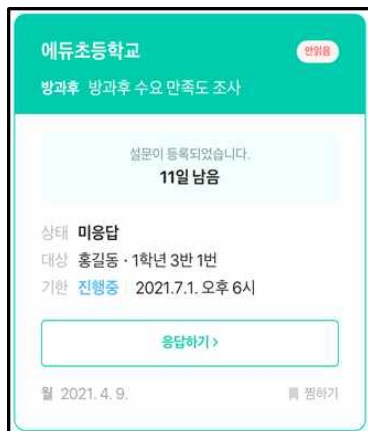 에듀초등학교 안읽음
방과후 방과후 수요 만족도 조사
설문이 등록되었습니다.
11일 남음
상태 미응답
대상 홍길동 · 1학년 3반 1번
기한 진행중 2021.7.1. 오후 6시
응답하기 >
월 2021. 4. 9. 찜하기